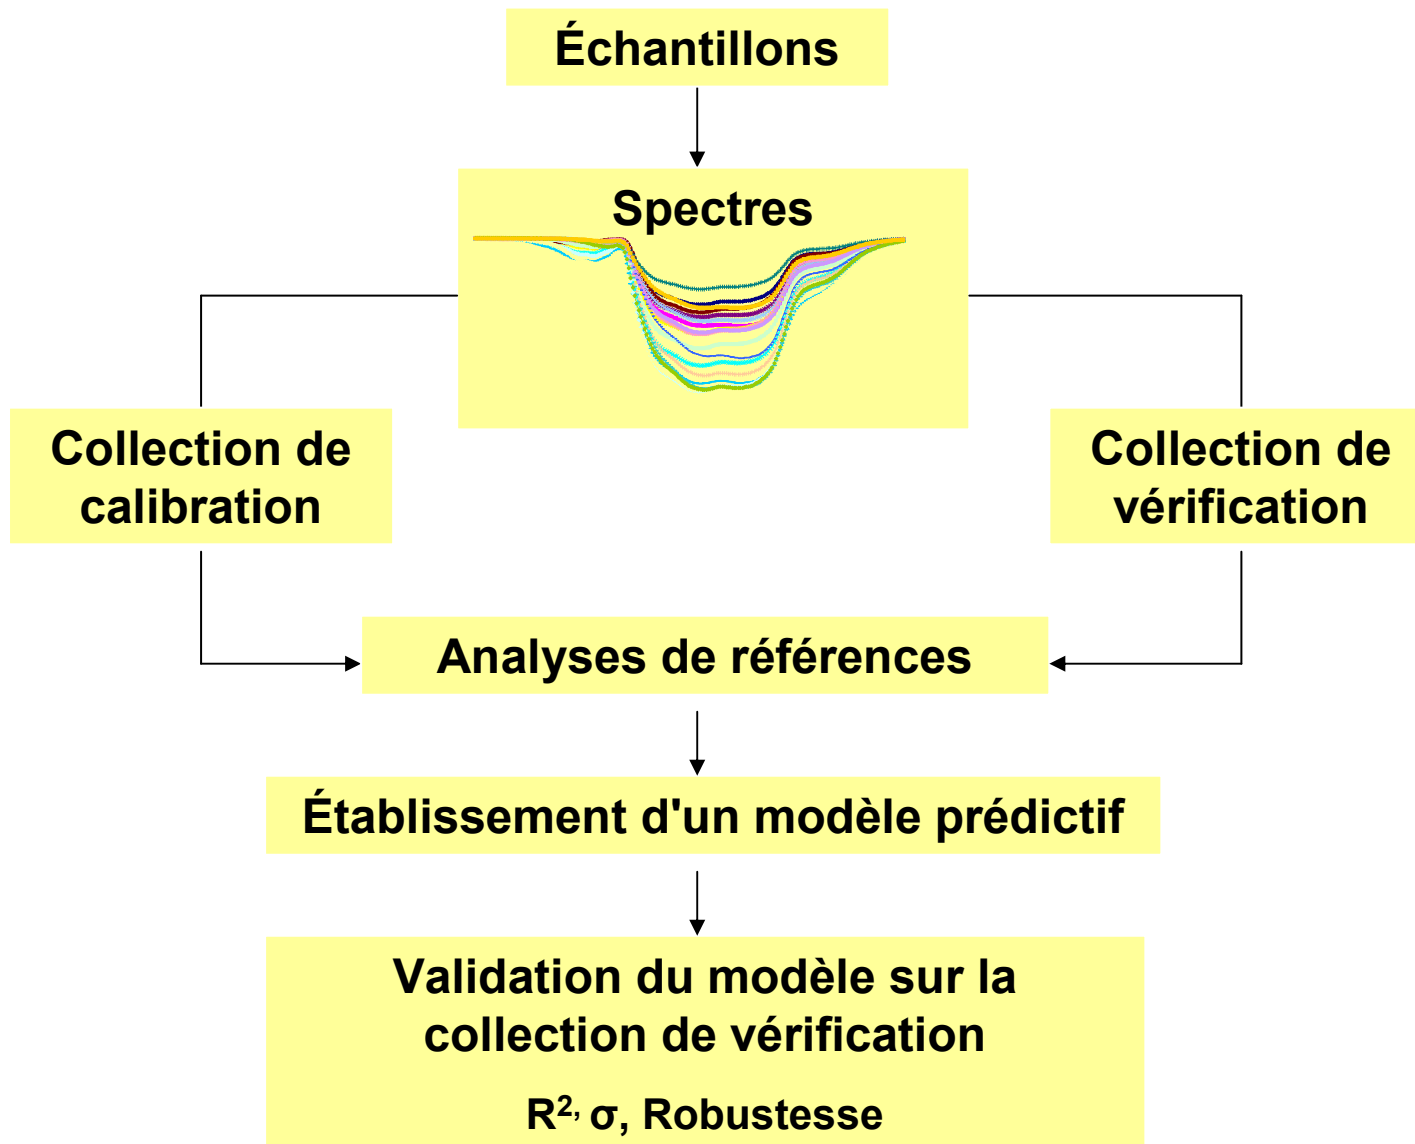 Échantillons
Spectres
Collection de
calibration
Collection de
vérification
Analyses de références
Établissement d'un modèle prédictif
Validation du modèle sur la
collection de vérification
R², σ, Robustesse